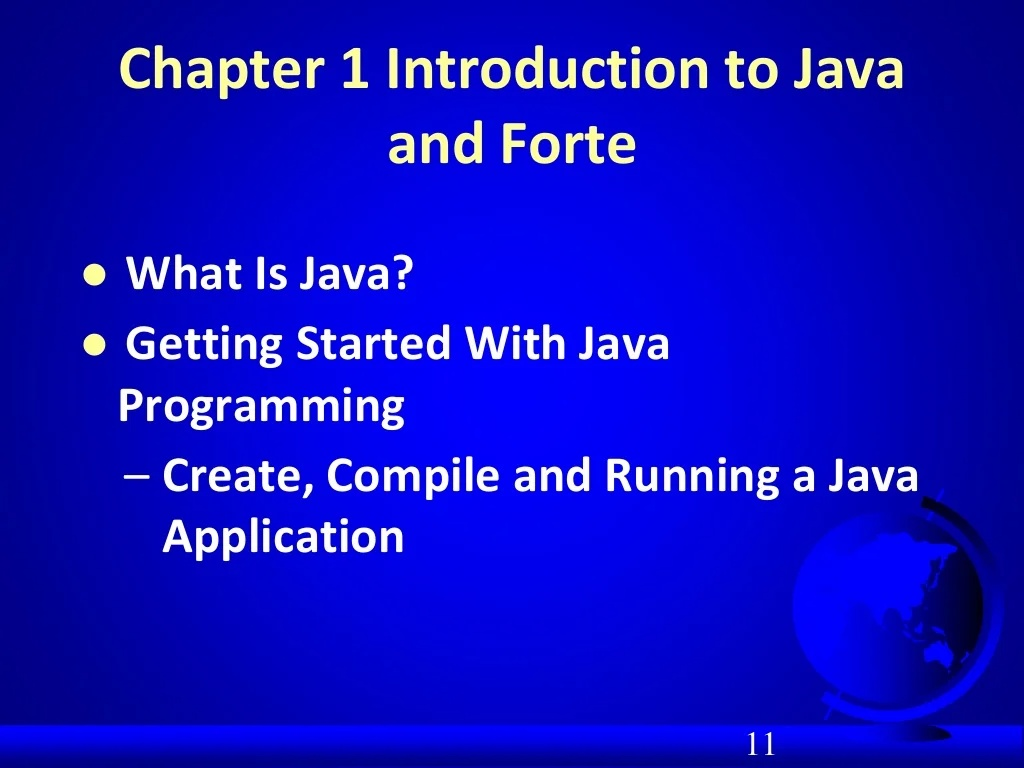 Chapter 1 Introduction to Java
and Forte
● What Is Java?
● Getting Started With Java
Programming
– Create, Compile and Running a Java
Application
11